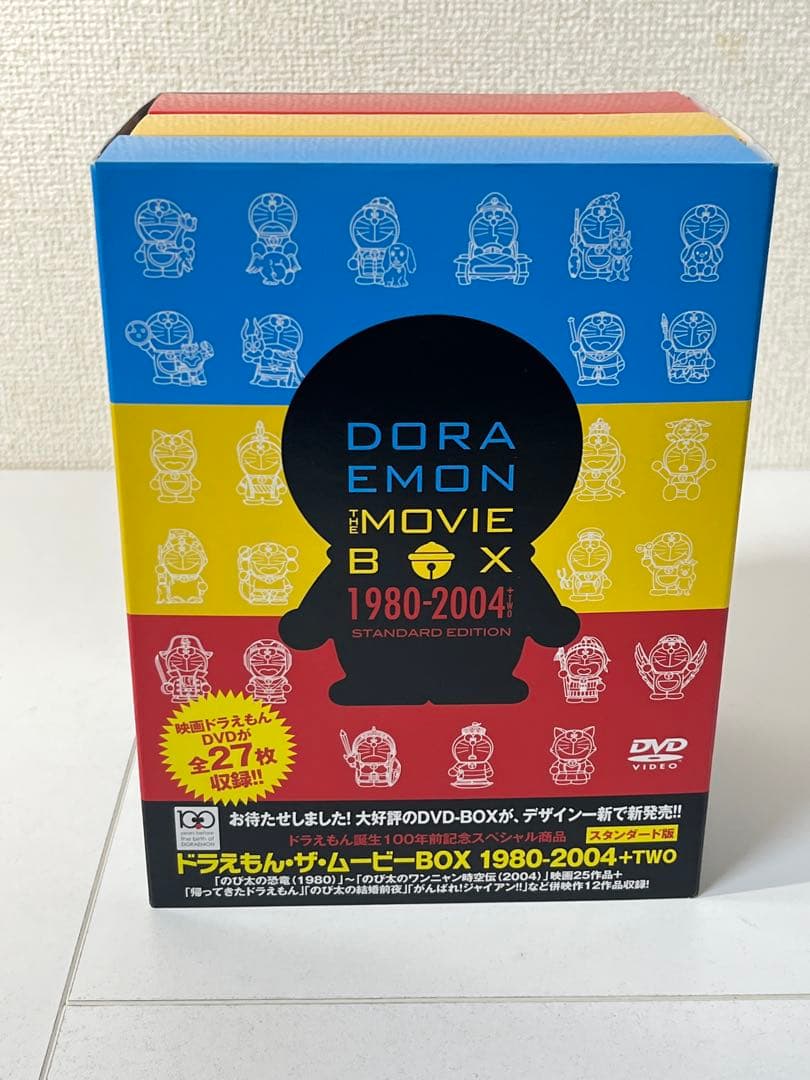 DORA
EMON
THE MOVIE
BOX
1980-2004 +TWO
STANDARD EDITION
映画ドラえもん
DVDが
全27枚
収録!!
DVD
VIDEO
100
years before
the birth of
DORAEMON
お待たせしました! 大好評のDVD-BOXが、デザイン一新で新発売!!
ドラえもん誕生100年前記念スペシャル商品 スタンダード版
ドラえもん・ザ・ムービーBOX 1980-2004+TWO
「のび太の恐竜(1980)」~「のび太のワンニャン時空伝(2004)」映画25作品+
「帰ってきたドラえもん」「のび太の結婚前夜」「がんばれ!ジャイアン!!」など併映作12作品収録!